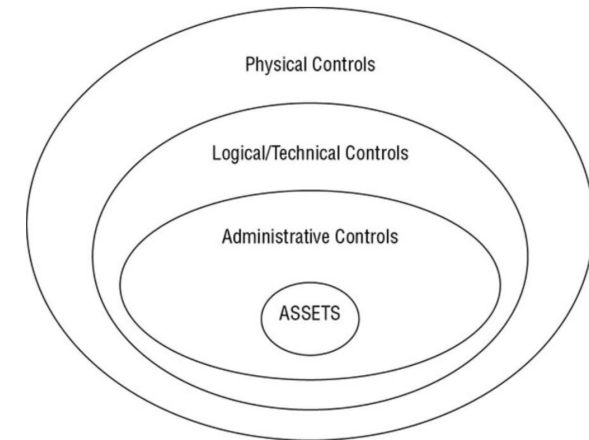 Physical Controls
Logical/Technical Controls
Administrative Controls
ASSETS